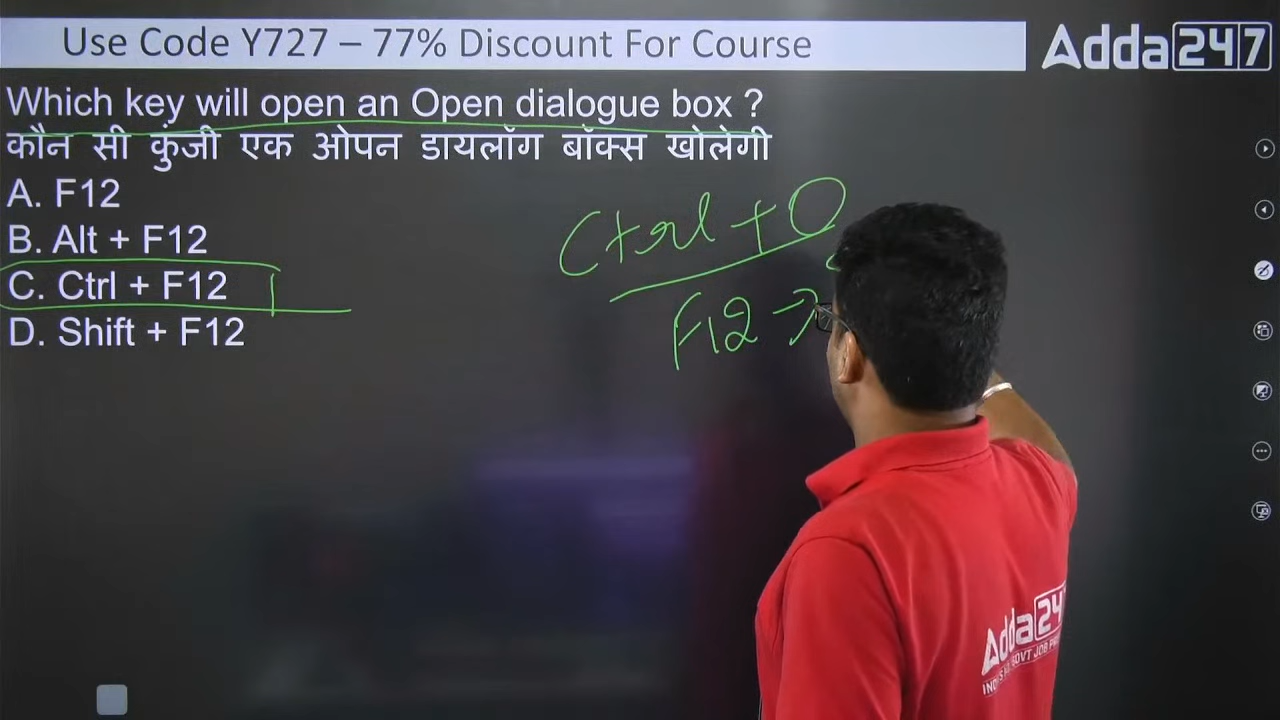 Use Code Y727 – 77% Discount For Course
Adda247
Which key will open an Open dialogue box ?
कौन सी कुंजी एक ओपन डायलॉग बॉक्स खोलेगी
A. F12
B. Alt + F12
C. Ctrl + F12
D. Shift + F12
Ctrl + O
F12 →
Adda24